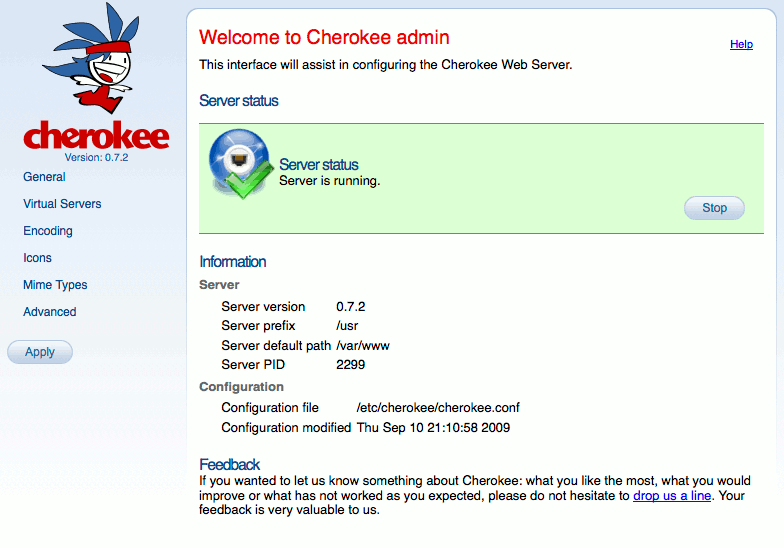 cherokee
Version: 0.7.2
General
Virtual Servers
Encoding
Icons
Mime Types
Advanced
Apply
Welcome to Cherokee admin
Help
This interface will assist in configuring the Cherokee Web Server.
Server status
Server status
Server is running.
Stop
Information
Server
Server version 0.7.2
Server prefix /usr
Server default path /var/www
Server PID 2299
Configuration
Configuration file /etc/cherokee/cherokee.conf
Configuration modified Thu Sep 10 21:10:58 2009
Feedback
If you wanted to let us know something about Cherokee: what you like the most, what you would
improve or what has not worked as you expected, please do not hesitate to drop us a line. Your
feedback is very valuable to us.